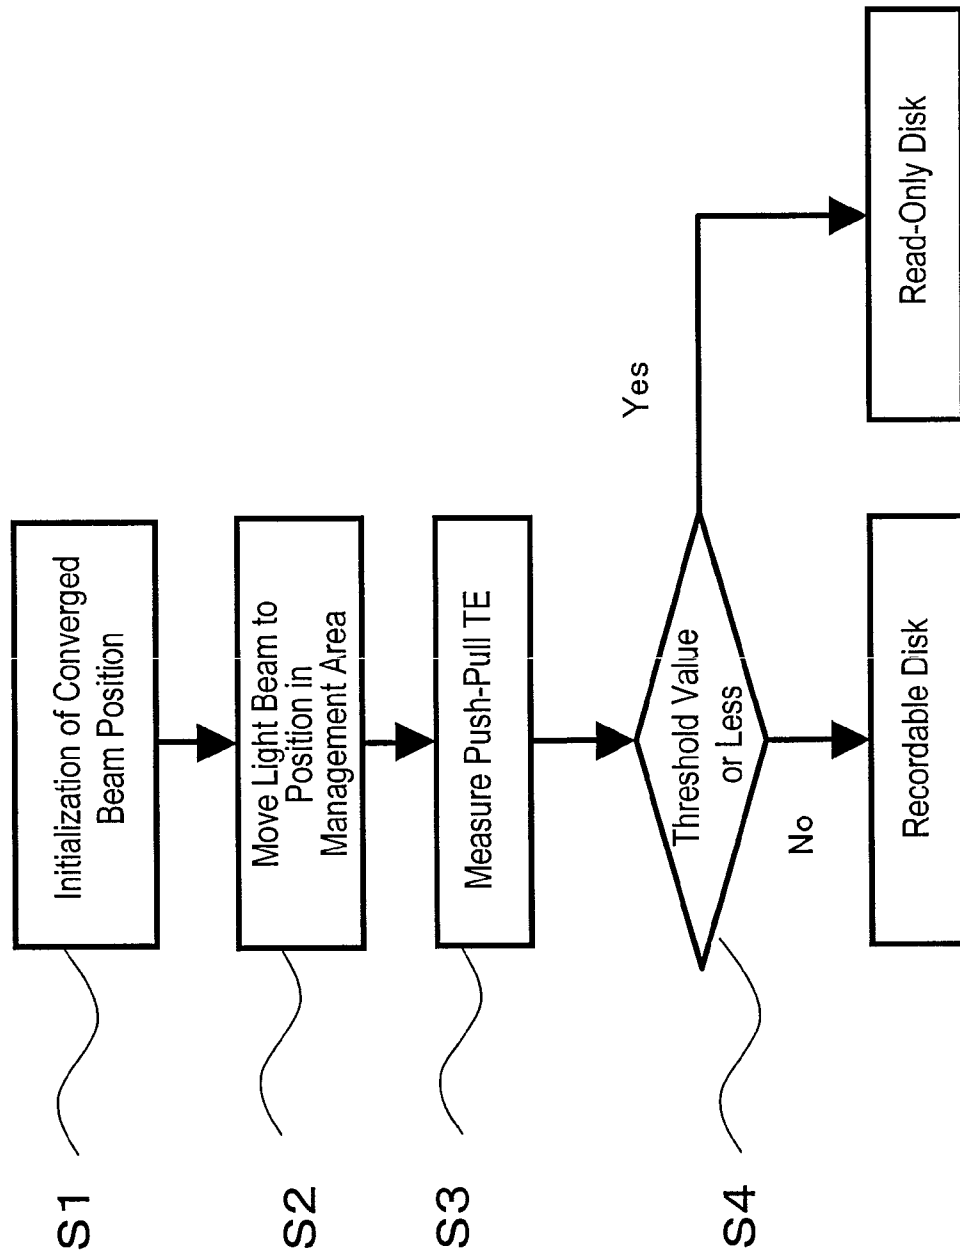 S1
Initialization of Converged
Beam Position
S2
Move Light Beam to
Position in
Management Area
S3
Measure Push-Pull TE
S4
Threshold Value
or Less
Yes
No
Recordable Disk
Read-Only Disk